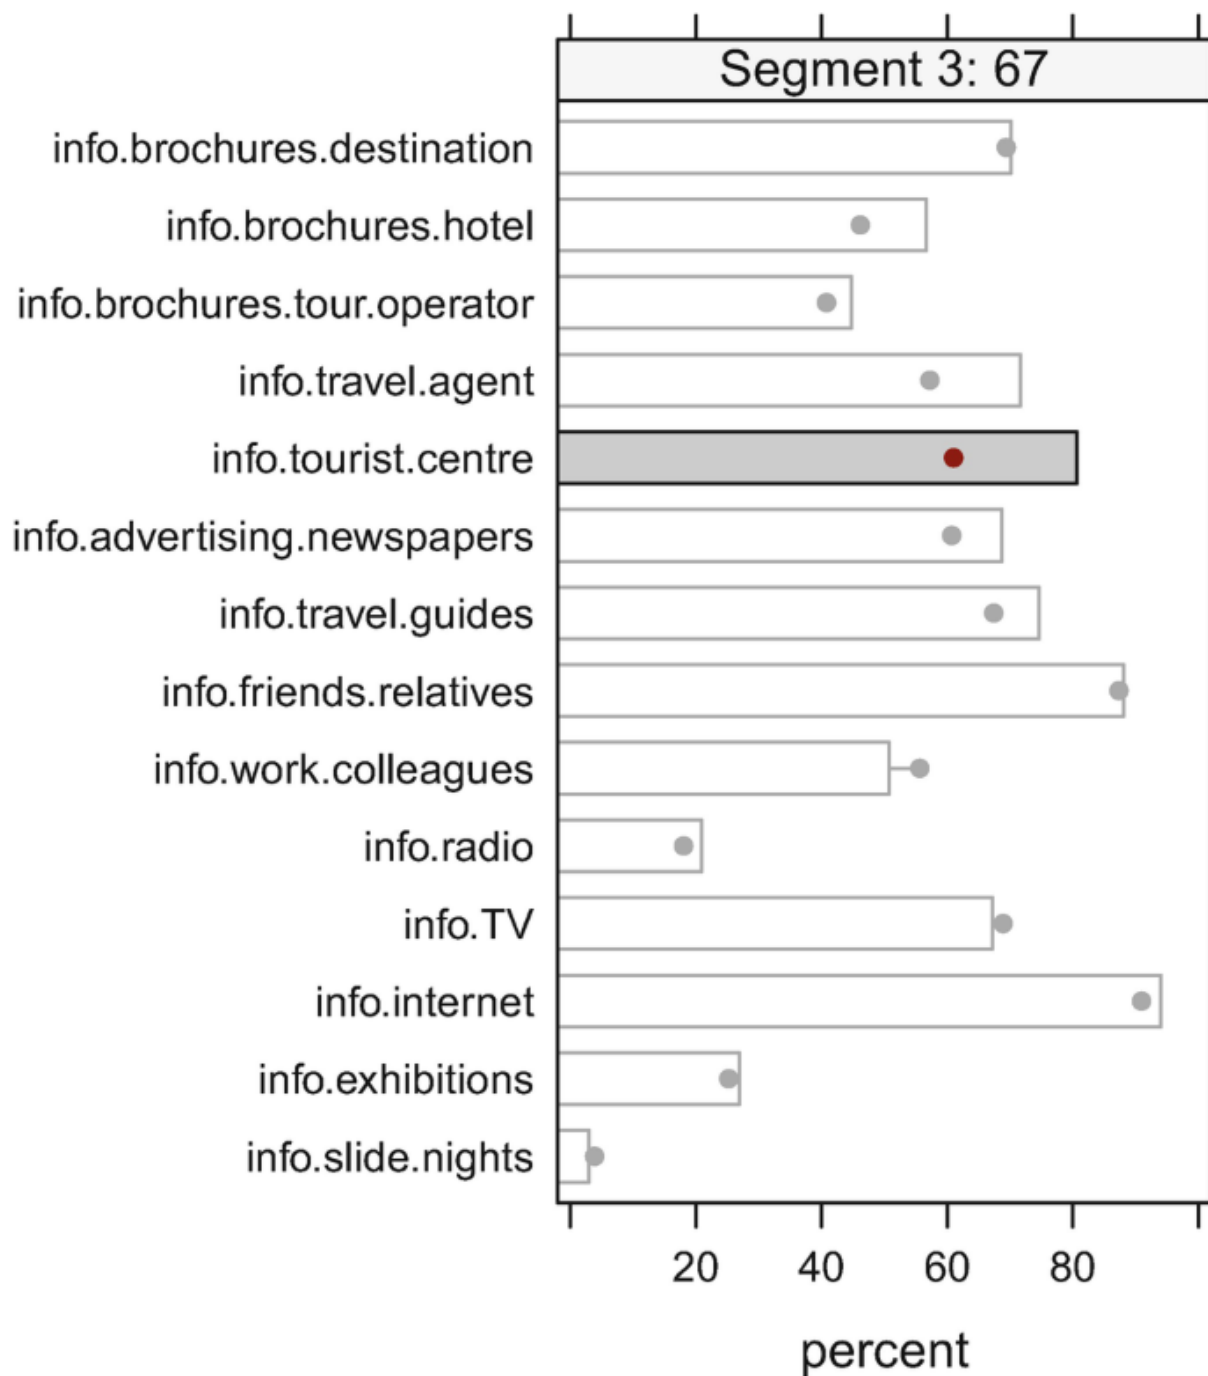 Segment 3: 67
info.brochures.destination
info.brochures.hotel
info.brochures.tour.operator
info.travel.agent
info.tourist.centre
info.advertising.newspapers
info.travel.guides
info.friends.relatives
info.work.colleagues
info.radio
info.TV
info.internet
info.exhibitions
info.slide.nights
20 40 60 80
percent